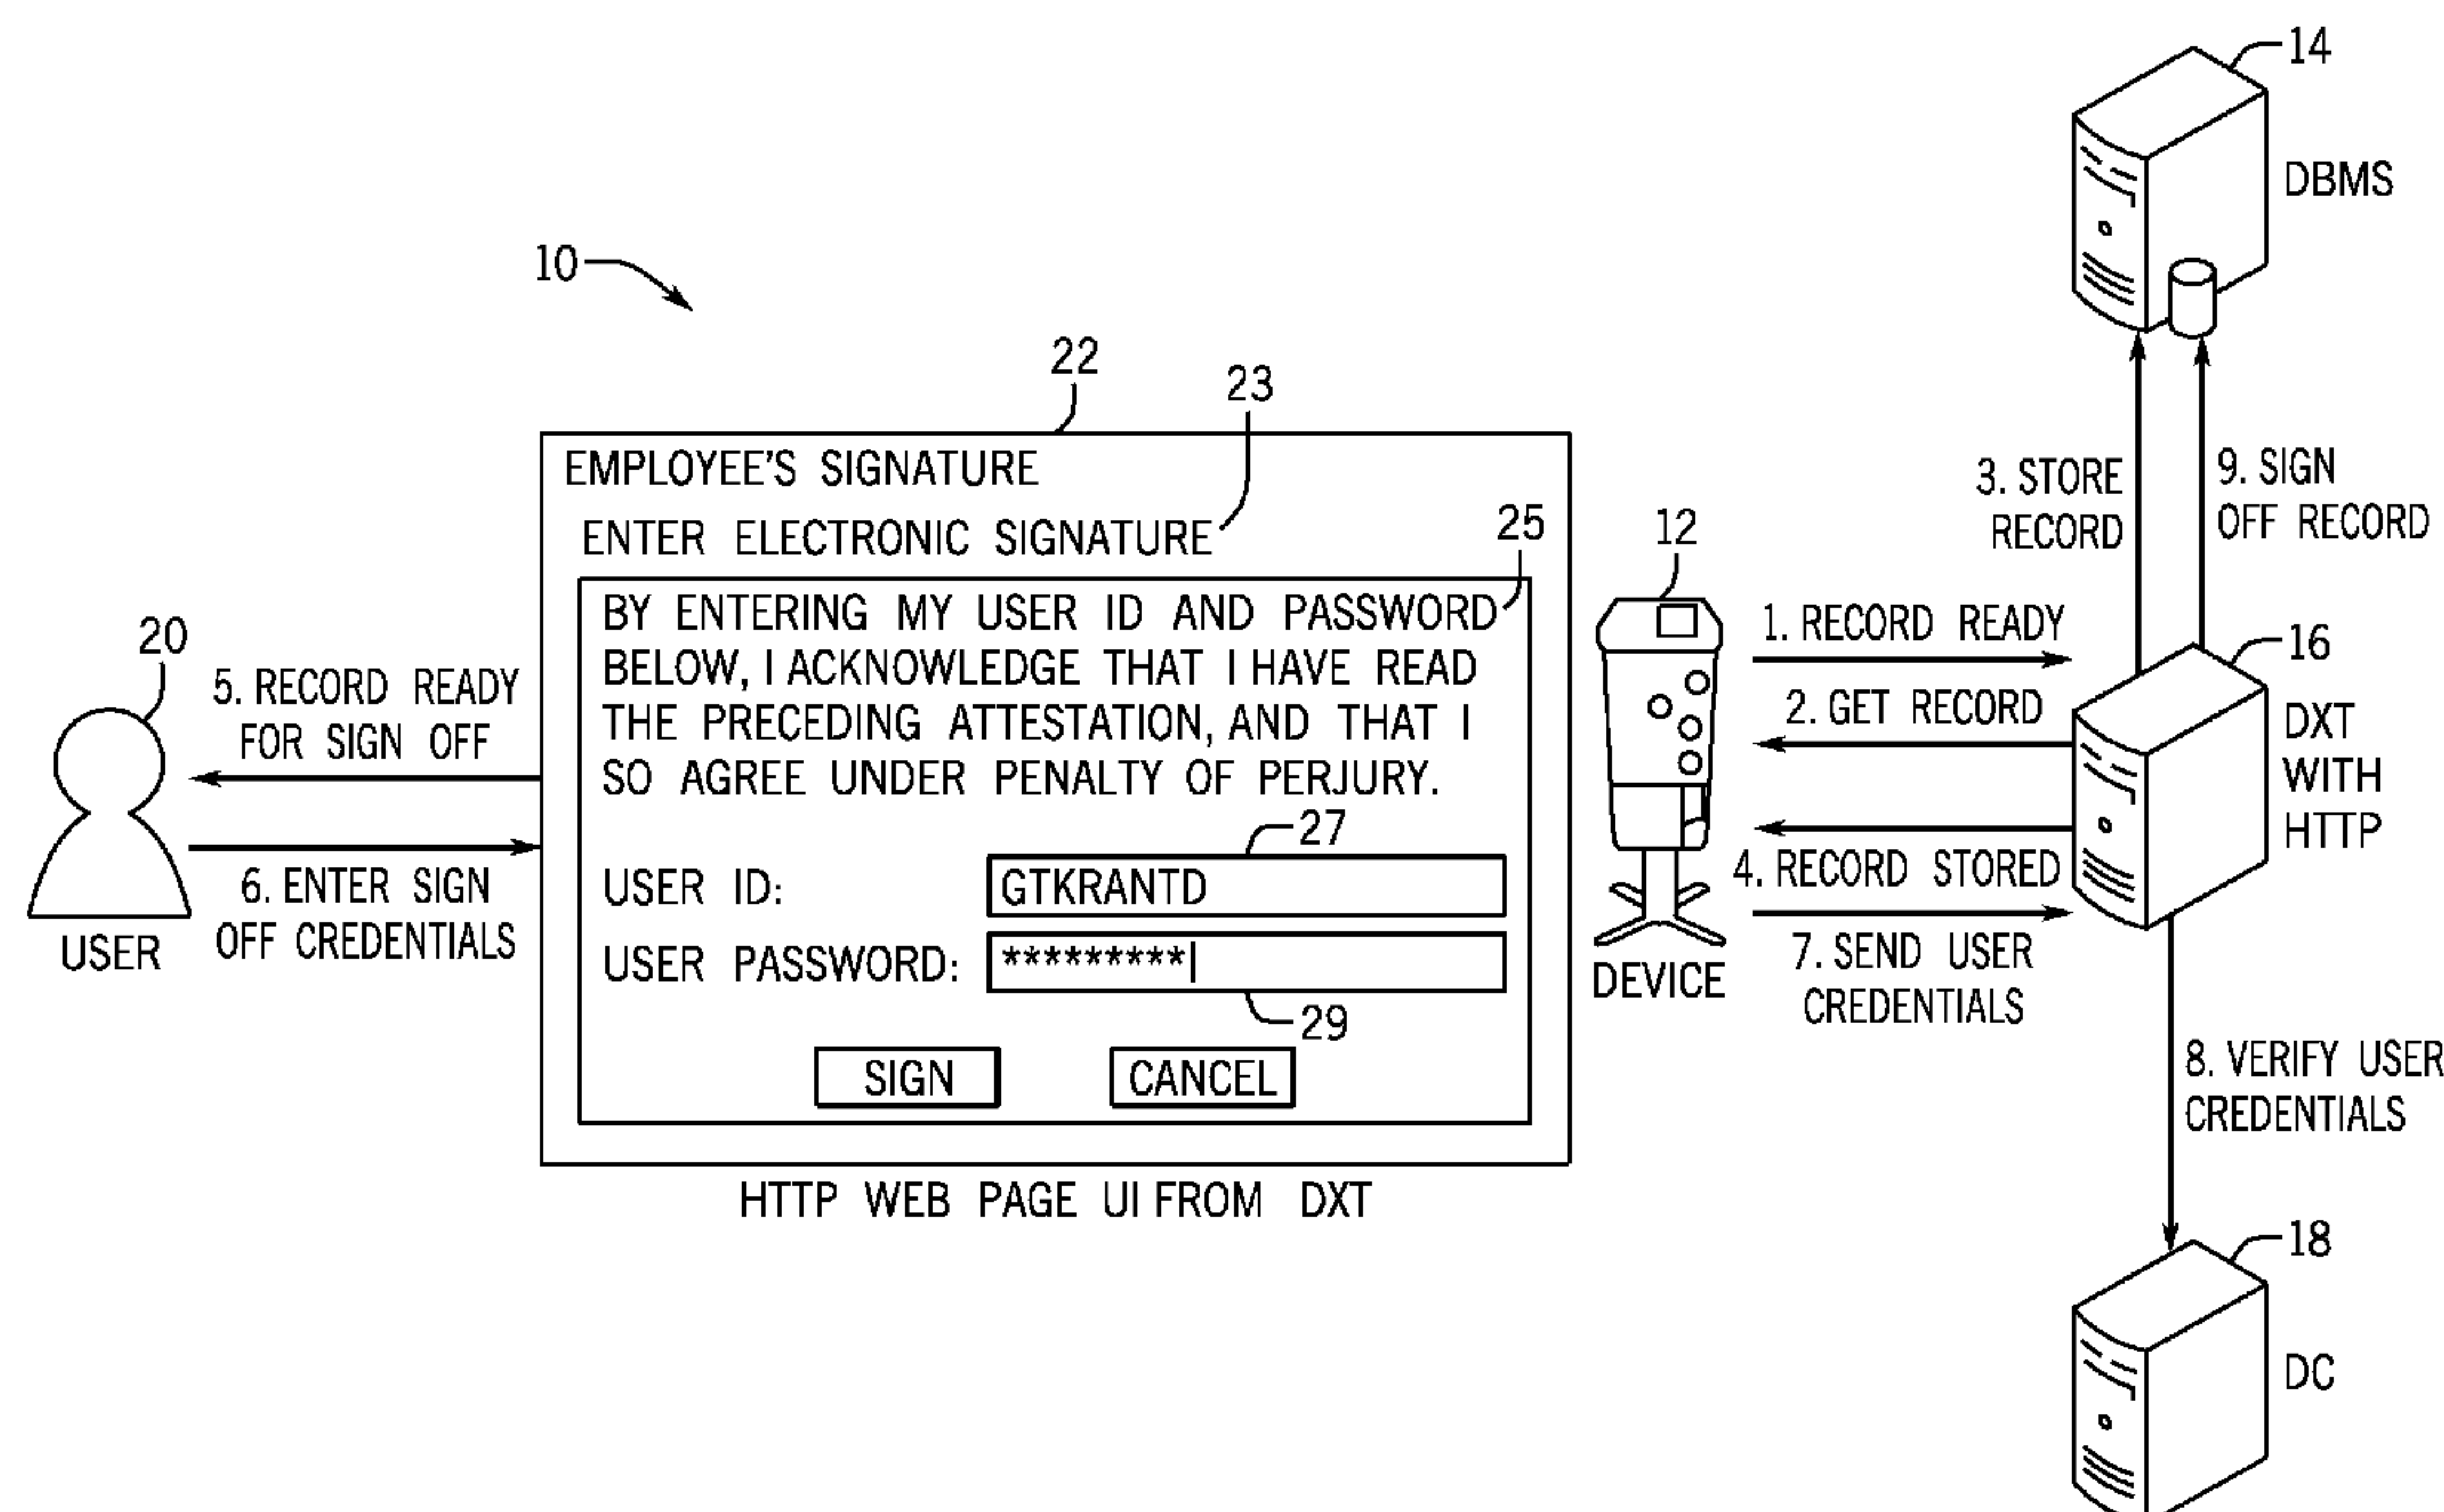 14
DBMS
10
22
23
EMPLOYEE'S SIGNATURE
ENTER ELECTRONIC SIGNATURE
25
BY ENTERING MY USER ID AND PASSWORD
BELOW, I ACKNOWLEDGE THAT I HAVE READ
THE PRECEDING ATTESTATION, AND THAT I
SO AGREE UNDER PENALTY OF PERJURY.
27
USER ID:
GTKRANTD
USER PASSWORD:
*********|
29
SIGN
CANCEL
HTTP WEB PAGE UI FROM DXT
20
5. RECORD READY
FOR SIGN OFF
6. ENTER SIGN
OFF CREDENTIALS
USER
12
DEVICE
1. RECORD READY
2. GET RECORD
4. RECORD STORED
7. SEND USER
CREDENTIALS
3. STORE
RECORD
9. SIGN
OFF RECORD
16
DXT
WITH
HTTP
8. VERIFY USER
CREDENTIALS
18
DC